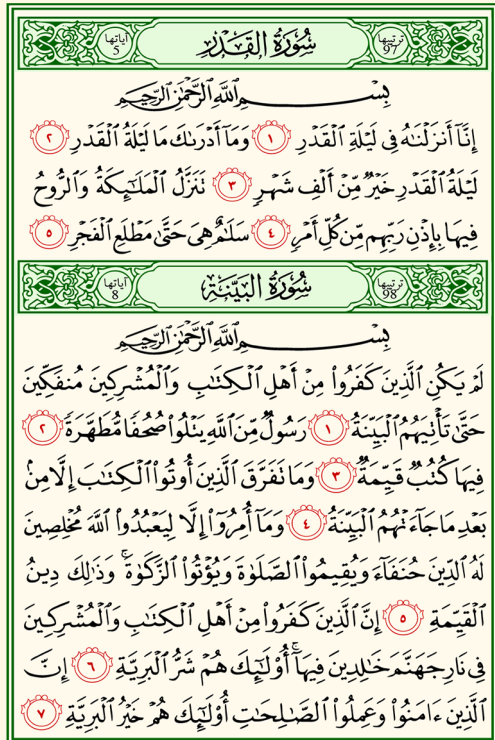 ترتيبها 97 سُورَةُ القَدْرِ آياتها 5
بِسْمِ ٱللَّهِ ٱلرَّحْمَٰنِ ٱلرَّحِيمِ
إِنَّآ أَنزَلْنَٰهُ فِى لَيْلَةِ ٱلْقَدْرِ ١ وَمَآ أَدْرَىٰكَ مَا لَيْلَةُ ٱلْقَدْرِ ٢
لَيْلَةُ ٱلْقَدْرِ خَيْرٌ مِّنْ أَلْفِ شَهْرٍ ٣ تَنَزَّلُ ٱلْمَلَٰٓئِكَةُ وَٱلرُّوحُ
فِيهَا بِإِذْنِ رَبِّهِم مِّن كُلِّ أَمْرٍ ٤ سَلَٰمٌ هِىَ حَتَّىٰ مَطْلَعِ ٱلْفَجْرِ ٥
ترتيبها 98 سُورَةُ البَيِّنَةِ آياتها 8
بِسْمِ ٱللَّهِ ٱلرَّحْمَٰنِ ٱلرَّحِيمِ
لَمْ يَكُنِ ٱلَّذِينَ كَفَرُوا۟ مِنْ أَهْلِ ٱلْكِتَٰبِ وَٱلْمُشْرِكِينَ مُنفَكِّينَ
حَتَّىٰ تَأْتِيَهُمُ ٱلْبَيِّنَةُ ١ رَسُولٌ مِّنَ ٱللَّهِ يَتْلُوا۟ صُحُفًا مُّطَهَّرَةً ٢
فِيهَا كُتُبٌ قَيِّمَةٌ ٣ وَمَا تَفَرَّقَ ٱلَّذِينَ أُوتُوا۟ ٱلْكِتَٰبَ إِلَّا مِنۢ
بَعْدِ مَا جَآءَتْهُمُ ٱلْبَيِّنَةُ ٤ وَمَآ أُمِرُوٓا۟ إِلَّا لِيَعْبُدُوا۟ ٱللَّهَ مُخْلِصِينَ
لَهُ ٱلدِّينَ حُنَفَآءَ وَيُقِيمُوا۟ ٱلصَّلَوٰةَ وَيُؤْتُوا۟ ٱلزَّكَوٰةَ ۚ وَذَٰلِكَ دِينُ
ٱلْقَيِّمَةِ ٥ إِنَّ ٱلَّذِينَ كَفَرُوا۟ مِنْ أَهْلِ ٱلْكِتَٰبِ وَٱلْمُشْرِكِينَ
فِى نَارِ جَهَنَّمَ خَٰلِدِينَ فِيهَآ ۚ أُو۟لَٰٓئِكَ هُمْ شَرُّ ٱلْبَرِيَّةِ ٦ إِنَّ
ٱلَّذِينَ ءَامَنُوا۟ وَعَمِلُوا۟ ٱلصَّٰلِحَٰتِ أُو۟لَٰٓئِكَ هُمْ خَيْرُ ٱلْبَرِيَّةِ ٧